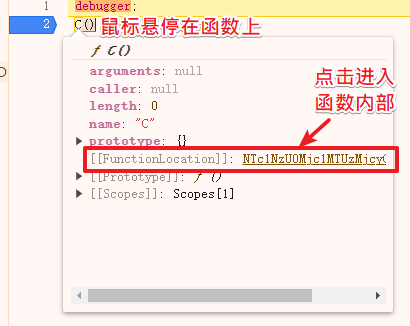 1 debugger;
2 C() 鼠标悬停在函数上
ƒ C()
arguments: null
caller: null
length: 0
name: "C"
prototype: {}
点击进入
函数内部
[[FunctionLocation]]: NTc1NzU0Mjc1MTUzMjcy(
[[Prototype]]: ƒ ()
[[Scopes]]: Scopes[1]